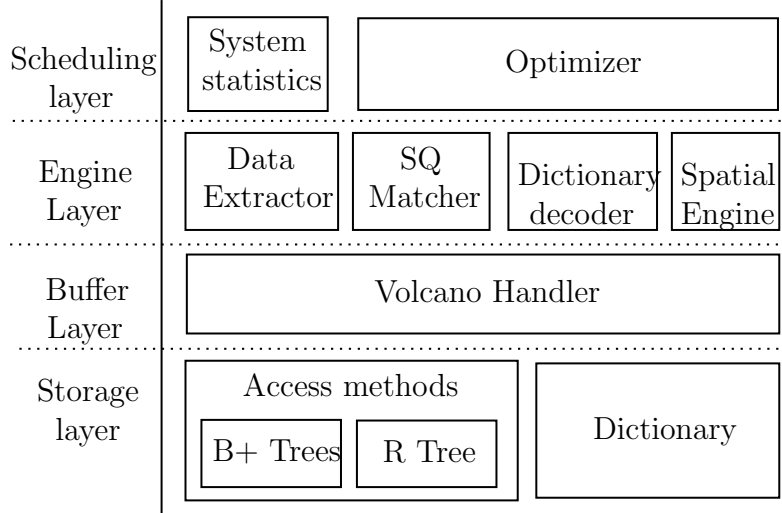 Scheduling
layer
System
statistics
Optimizer
Engine
Layer
Data
Extractor
SQ
Matcher
Dictionary
decoder
Spatial
Engine
Buffer
Layer
Volcano Handler
Storage
layer
Access methods
B+ Trees
R Tree
Dictionary